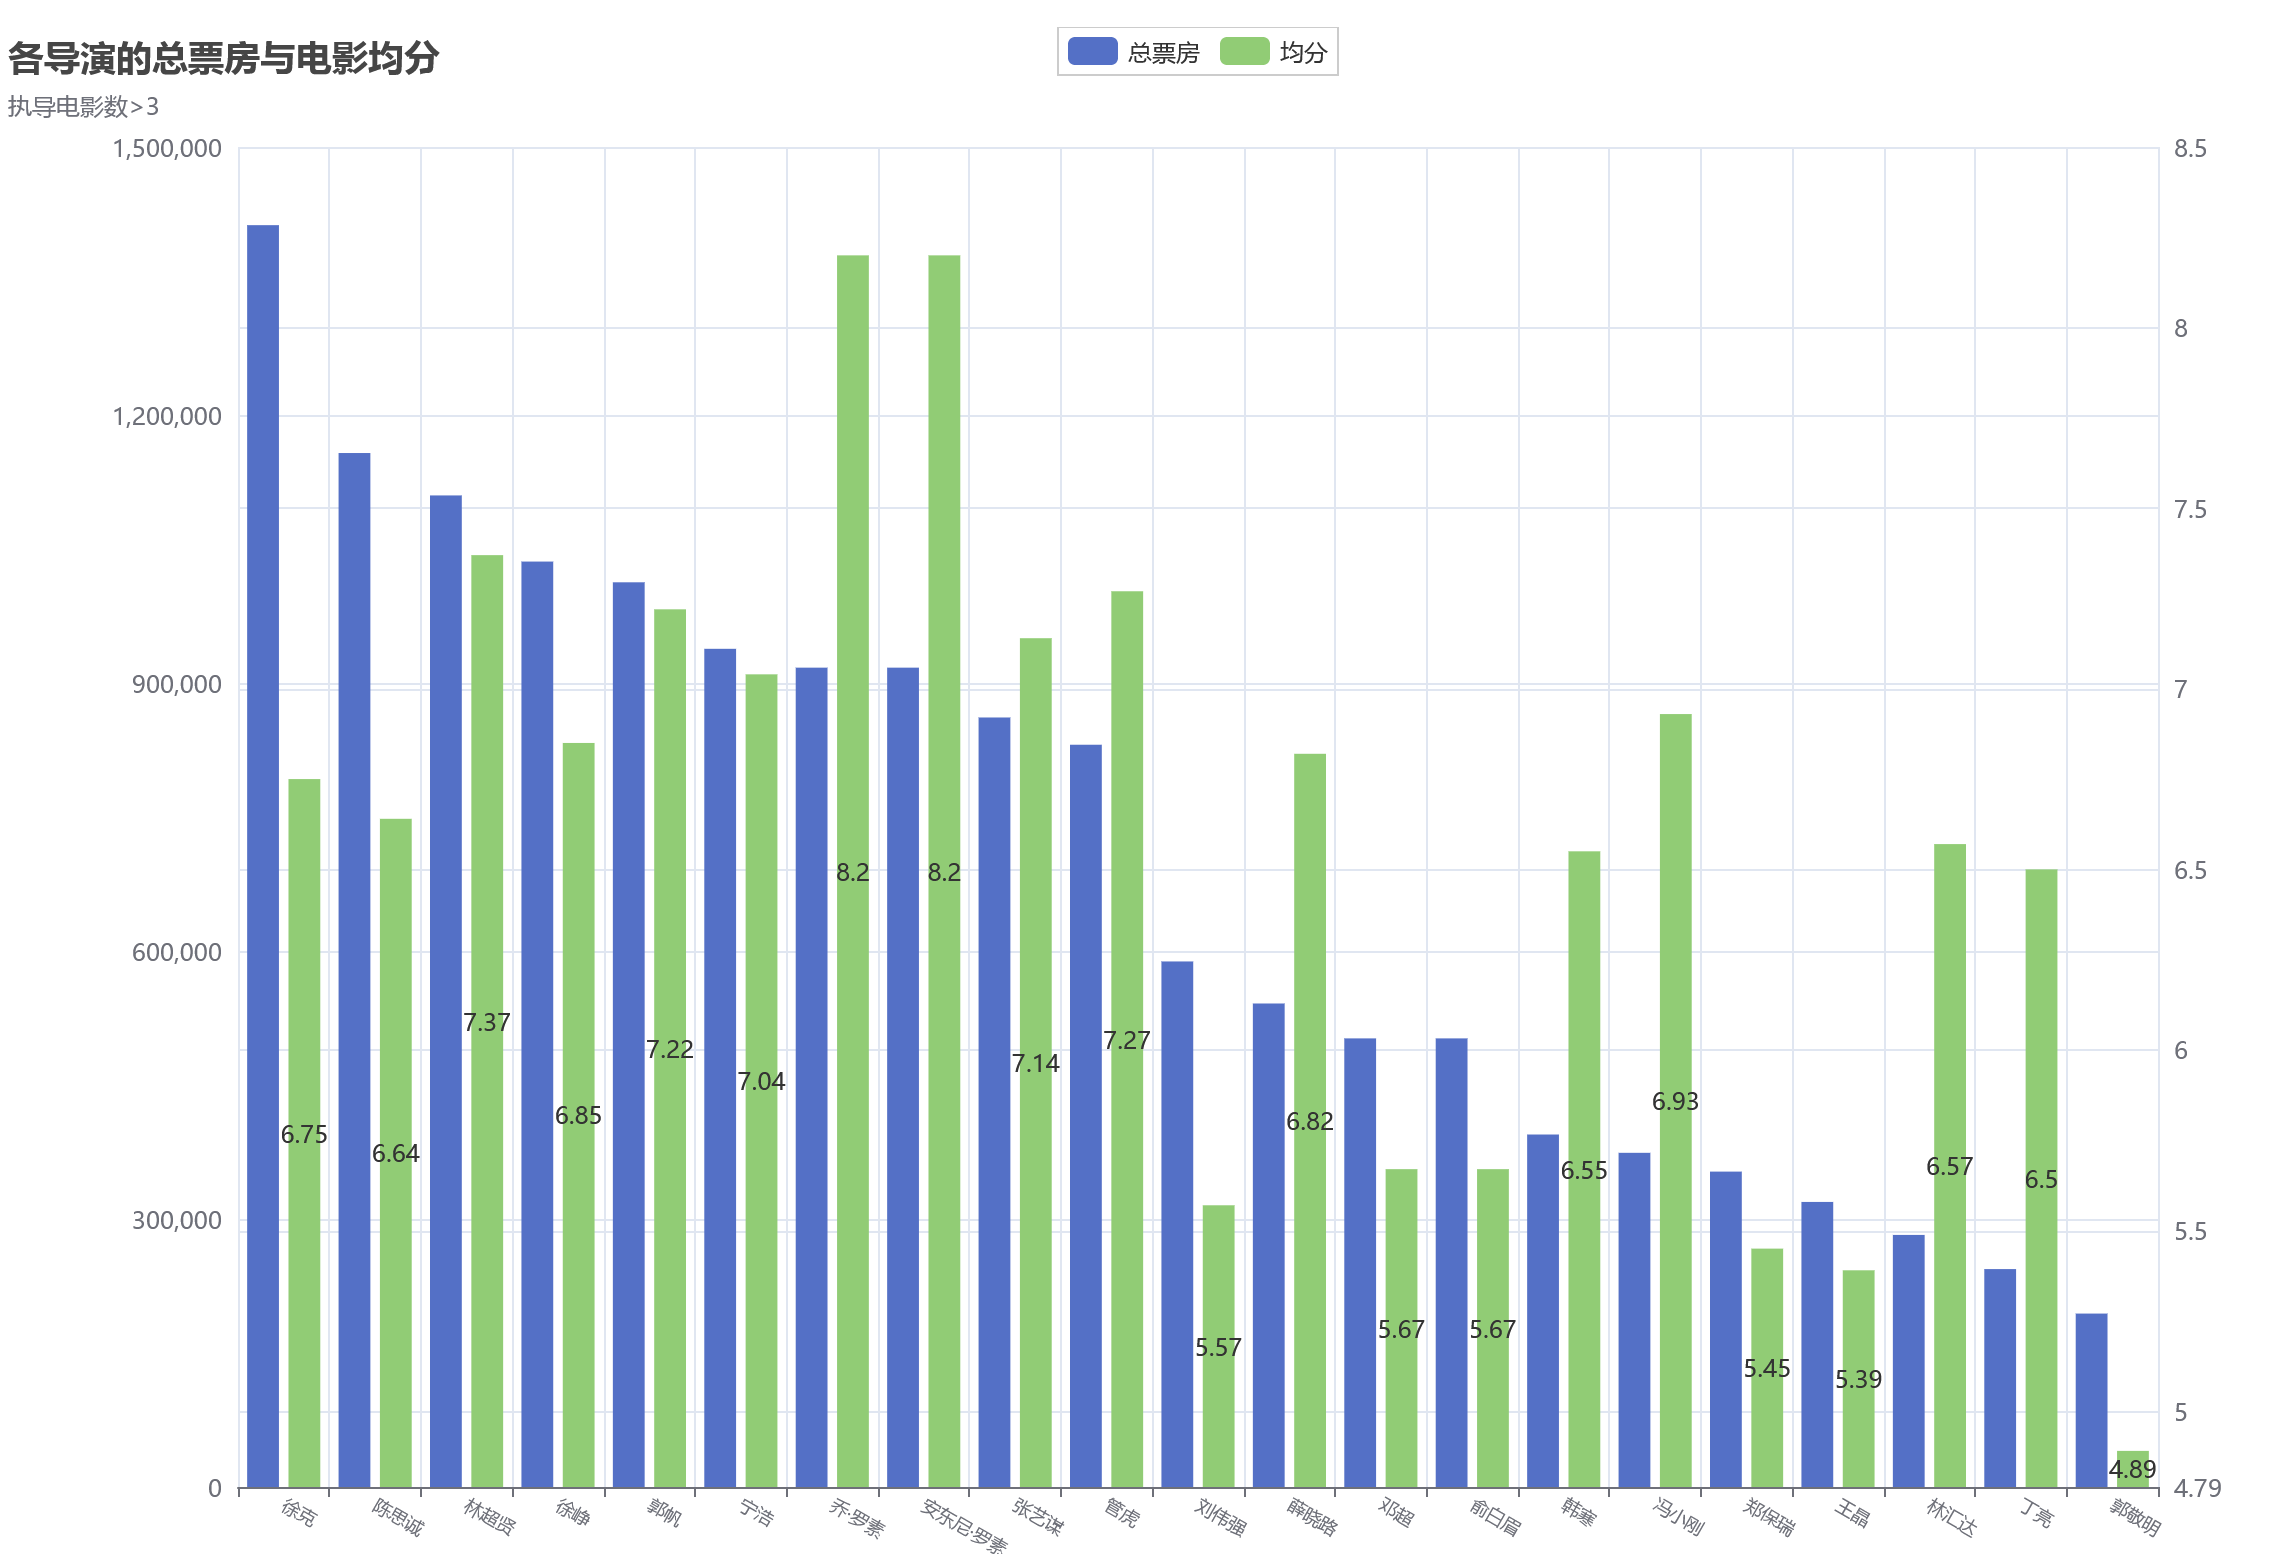 各导演的总票房与电影均分
执导电影数>3
总票房 均分
1,500,000
1,200,000
900,000
600,000
300,000
0
8.5
8
7.5
7
6.5
6
5.5
5
4.79
6.75
6.64
7.37
6.85
7.22
7.04
8.2
8.2
7.14
7.27
5.57
6.82
5.67
5.67
6.55
6.93
5.45
5.39
6.57
6.5
4.89
徐克
陈思诚
林超贤
徐峥
郭帆
宁浩
乔·罗素
安东尼·罗素
张艺谋
管虎
刘伟强
薛晓路
邓超
俞白眉
韩寒
冯小刚
郑保瑞
王晶
林汇达
丁亮
郭敬明